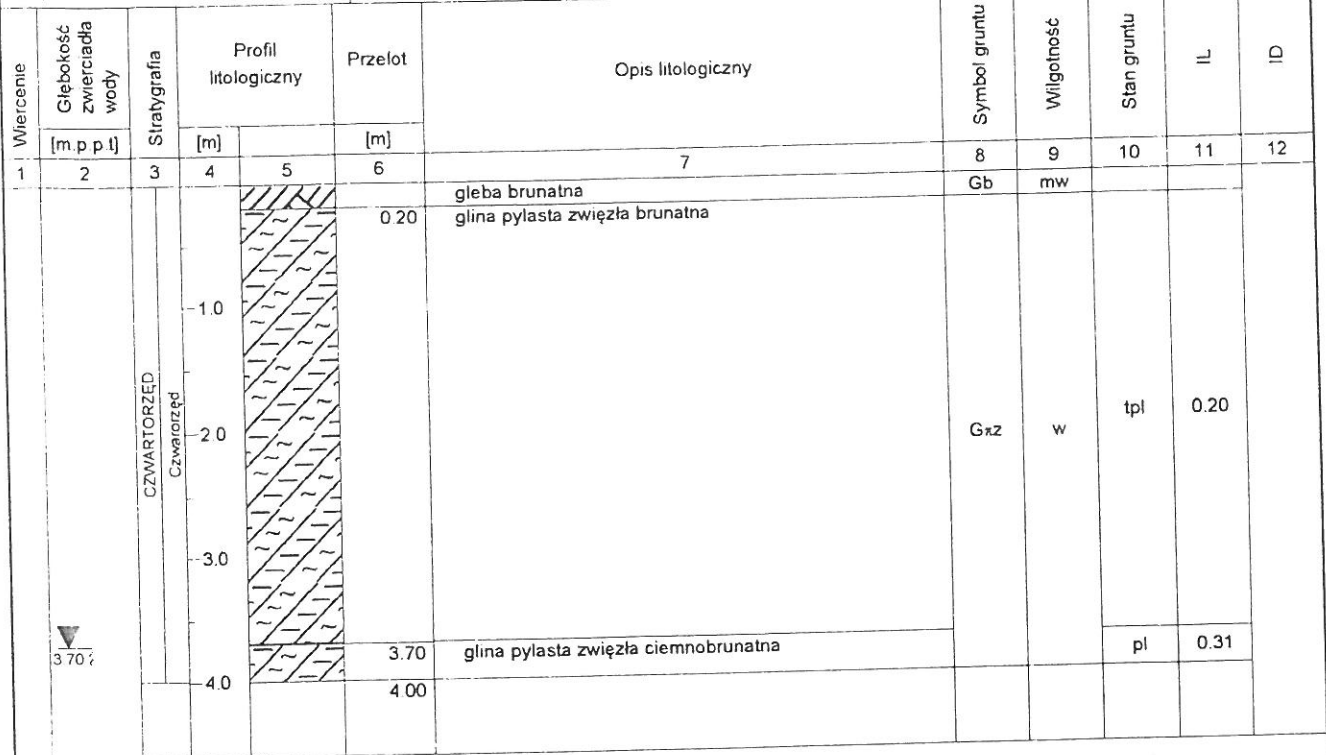 Wiercenie
Głębokość
zwierciadła
wody
[m.p.p.t]
Stratygrafia
Profil
litologiczny
[m]
Przelot
[m]
Opis litologiczny
Symbol gruntu
Wilgotność
Stan gruntu
IL
ID
1 2 3 4 5 6 7 8 9 10 11 12
gleba brunatna Gb mw
0.20 glina pylasta zwięzła brunatna
1.0
CZWARTORZĘD
Czwarorzęd
2.0
GπZ w tpl 0.20
3.0
3.70
3.70 glina pylasta zwięzła ciemnobrunatna pl 0.31
4.0
4.00